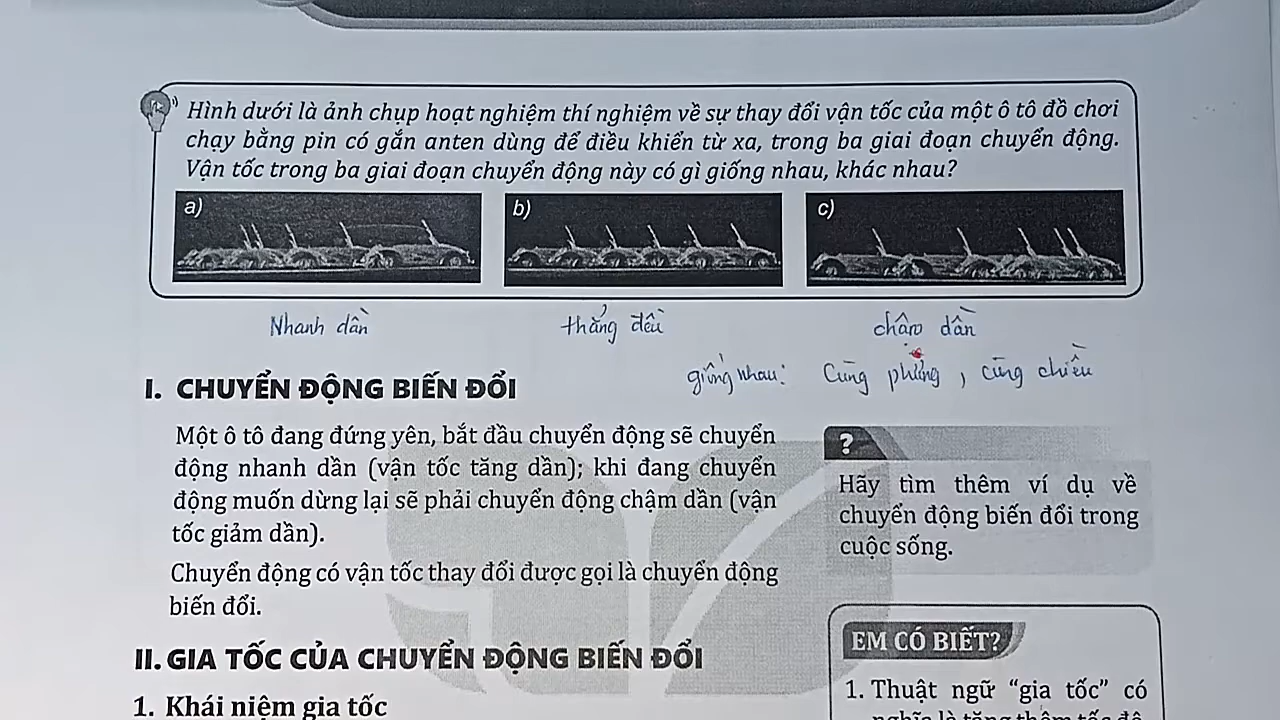 Hình dưới là ảnh chụp hoạt nghiệm thí nghiệm về sự thay đổi vận tốc của một ô tô đồ chơi
chạy bằng pin có gắn anten dùng để điều khiển từ xa, trong ba giai đoạn chuyển động.
Vận tốc trong ba giai đoạn chuyển động này có gì giống nhau, khác nhau?
a) b) c)
Nhanh dần thẳng đều chậm dần
giống nhau: Cùng phương, cùng chiều
I. CHUYỂN ĐỘNG BIẾN ĐỔI
Một ô tô đang đứng yên, bắt đầu chuyển động sẽ chuyển
động nhanh dần (vận tốc tăng dần); khi đang chuyển
động muốn dừng lại sẽ phải chuyển động chậm dần (vận
tốc giảm dần).
Chuyển động có vận tốc thay đổi được gọi là chuyển động
biến đổi.
?
Hãy tìm thêm ví dụ về
chuyển động biến đổi trong
cuộc sống.
II. GIA TỐC CỦA CHUYỂN ĐỘNG BIẾN ĐỔI
1. Khái niệm gia tốc
EM CÓ BIẾT?
1. Thuật ngữ "gia tốc" có
nghĩa là tăng thêm tốc độ